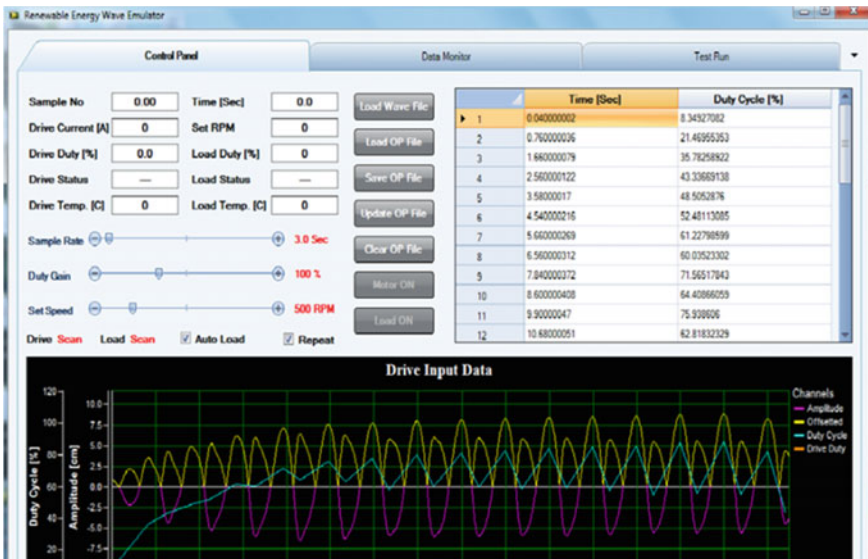 Renewable Energy Wave Emulator
Control Panel
Data Monitor
Test Run
Sample No 0.00 Time [Sec] 0.0
Drive Current [A] 0 Set RPM 0
Drive Duty [%] 0.0 Load Duty [%] 0
Drive Status --- Load Status ---
Drive Temp. [C] 0 Load Temp. [C] 0
Sample Rate 3.0 Sec
Duty Gain 100 %
Set Speed 500 RPM
Drive Scan Load Scan Auto Load Repeat
Load Wave File
Load OP File
Save OP File
Update OP File
Clear OP File
Motor ON
Load ON
Time [Sec] Duty Cycle [%]
1 0.040000002 8.34927082
2 0.760000036 21.46955353
3 1.660000079 35.78258922
4 2.560000122 43.33669138
5 3.58000017 48.5052876
6 4.540000216 52.48113085
7 5.660000269 61.22798599
8 6.560000312 60.03523302
9 7.840000372 71.56517843
10 8.600000408 64.40866059
11 9.90000047 75.938606
12 10.68000051 62.81832329
Drive Input Data
Duty Cycle [%]
120
100
80
60
40
20
Amplitude [cm]
10.0
7.5
5.0
2.5
0.0
-2.5
-5.0
-7.5
Channels
Amplitude
Offsetted
Duty Cycle
Drive Duty